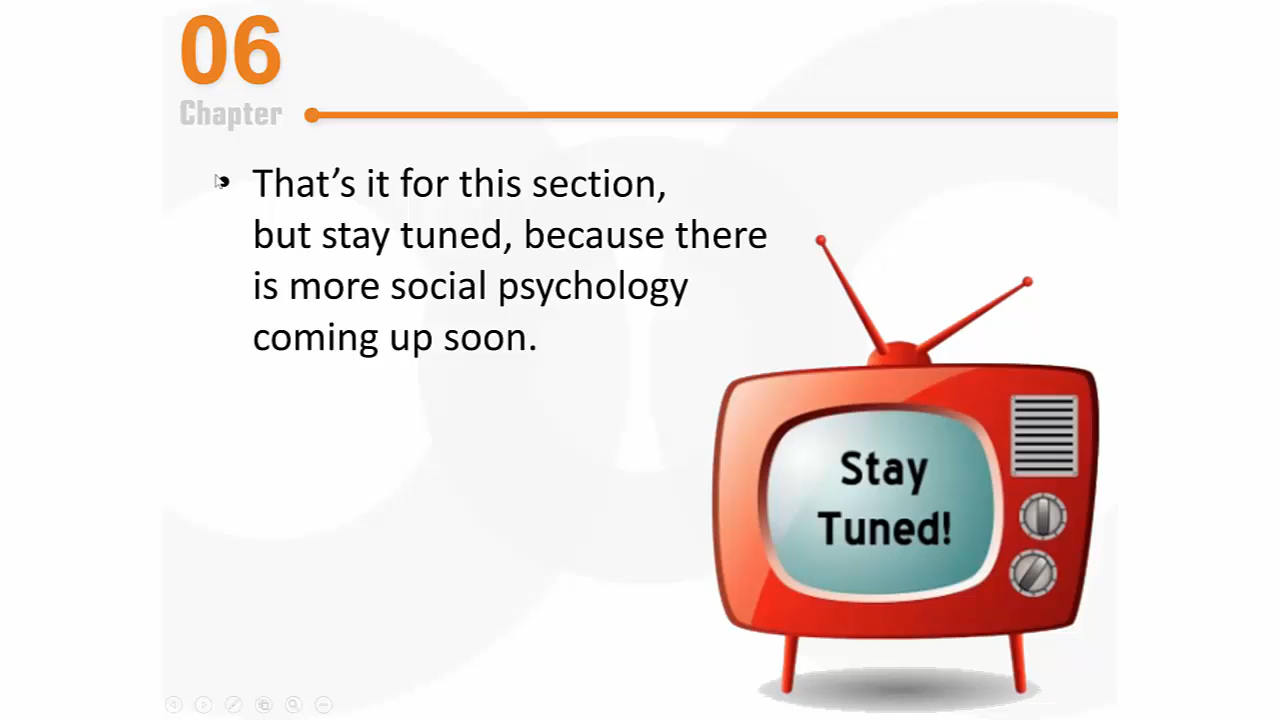 06
Chapter
• That’s it for this section,
but stay tuned, because there
is more social psychology
coming up soon.
Stay
Tuned!